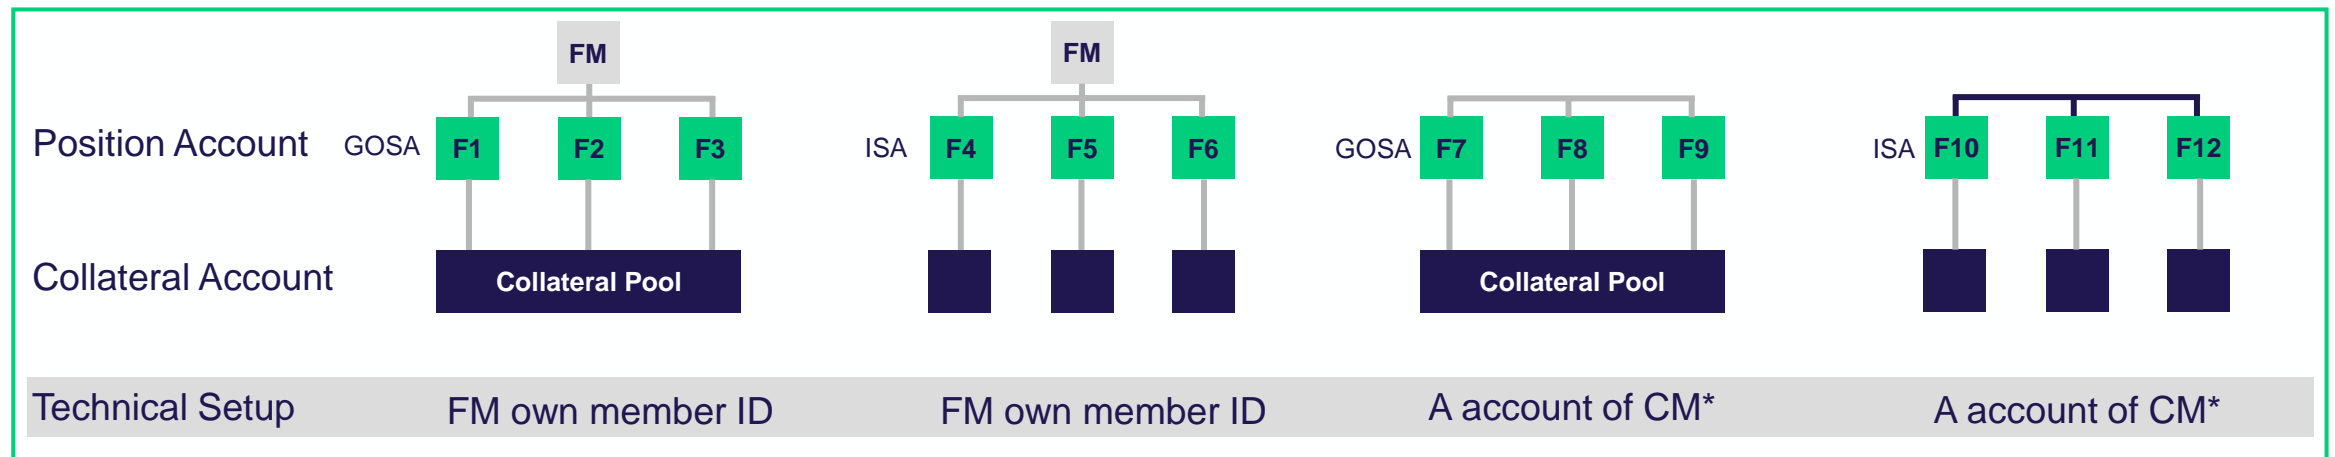 FM FM
Position Account GOSA F1 F2 F3 ISA F4 F5 F6 GOSA F7 F8 F9 ISA F10 F11 F12
Collateral Account Collateral Pool Collateral Pool
Technical Setup FM own member ID FM own member ID A account of CM* A account of CM*